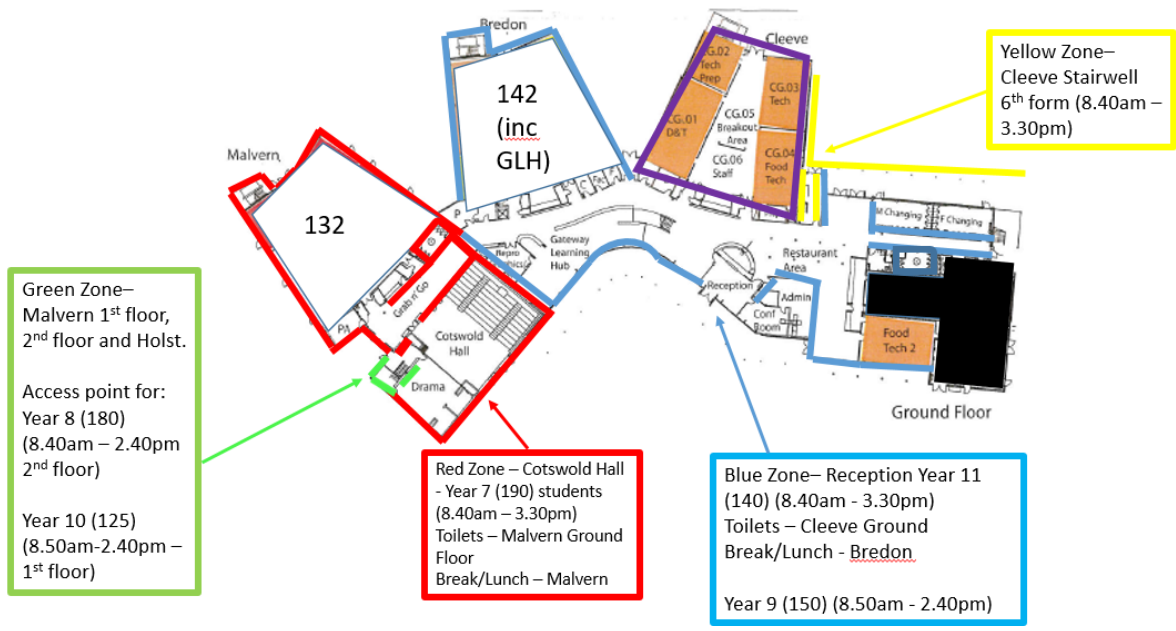 Bredon
Cleeve
Malvern
142
(inc
GLH)
132
CG.02
Tech
Prep
CG.01
D&T
CG.03
Tech
CG.05
Breakout
Area
CG.06
Staff
CG.04
Food
Tech
M Changing
F Changing
Gateway
Learning
Hub
Restaurant
Area
Reception
Admin
Conf
Room
Grab n' Go
PA
Cotswold
Hall
Drama
Food
Tech 2
Ground Floor
Yellow Zone–
Cleeve Stairwell
6th form (8.40am –
3.30pm)
Green Zone–
Malvern 1st floor,
2nd floor and Holst.
Access point for:
Year 8 (180)
(8.40am – 2.40pm
2nd floor)
Year 10 (125)
(8.50am-2.40pm –
1st floor)
Red Zone – Cotswold Hall
- Year 7 (190) students
(8.40am – 3.30pm)
Toilets – Malvern Ground
Floor
Break/Lunch – Malvern
Blue Zone– Reception Year 11
(140) (8.40am - 3.30pm)
Toilets – Cleeve Ground
Break/Lunch - Bredon
Year 9 (150) (8.50am - 2.40pm)